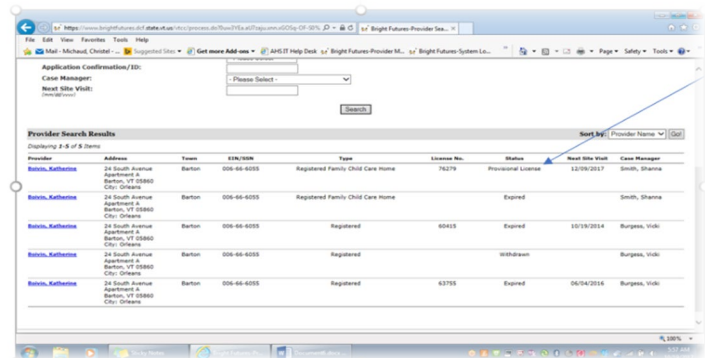 https://www.brightfutures.dcf.state.vt.us/vtcc/process.do
Bright Futures-Provider Sea...
File Edit View Favorites Tools Help
Mail - Michaud, Christel -... Suggested Sites Get more Add-ons AHS IT Help Desk Bright Futures-Provider M... Bright Futures-System Lo... Page Safety Tools
Application Confirmation/ID:
Case Manager: - Please Select -
Next Site Visit:
(mm/dd/yyyy)
Search
Provider Search Results Sort by: Provider Name Go!
Displaying 1-5 of 5 Items
Provider Address Town EIN/SSN Type License No. Status Next Site Visit Case Manager
Boivin, Katherine 24 South Avenue Barton 006-66-6055 Registered Family Child Care Home 76279 Provisional License 12/09/2017 Smith, Shanna
Apartment A
Barton, VT 05860
City: Orleans
Boivin, Katherine 24 South Avenue Barton 006-66-6055 Registered Family Child Care Home Expired Smith, Shanna
Apartment A
Barton, VT 05860
City: Orleans
Boivin, Katherine 24 South Avenue Barton 006-66-6055 Registered 60415 Expired 10/19/2014 Burgess, Vicki
Apartment A
Barton, VT 05860
City: Orleans
Boivin, Katherine 24 South Avenue Barton 006-66-6055 Registered Withdrawn Burgess, Vicki
Apartment A
Barton, VT 05860
City: Orleans
Boivin, Katherine 24 South Avenue Barton 006-66-6055 Registered 63755 Expired 06/04/2016 Burgess, Vicki
Apartment A
Barton, VT 05860
City: Orleans
100%
Sticky Notes Bright Futures-Pr... 5:57 AM